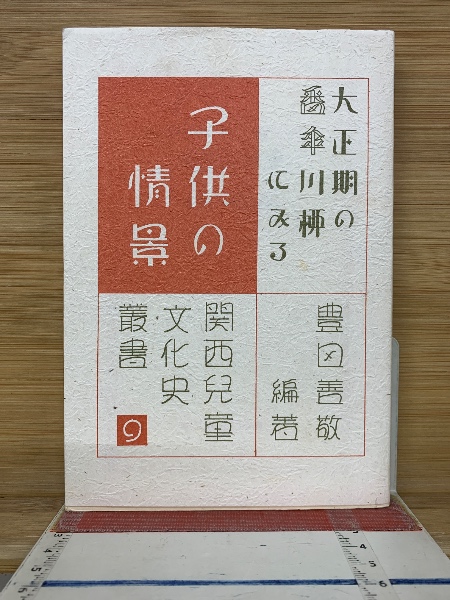 大正期の
番傘川柳
にみる
子供の
情景
豊田善敬
編著
関西兒童
文化史
叢書
9